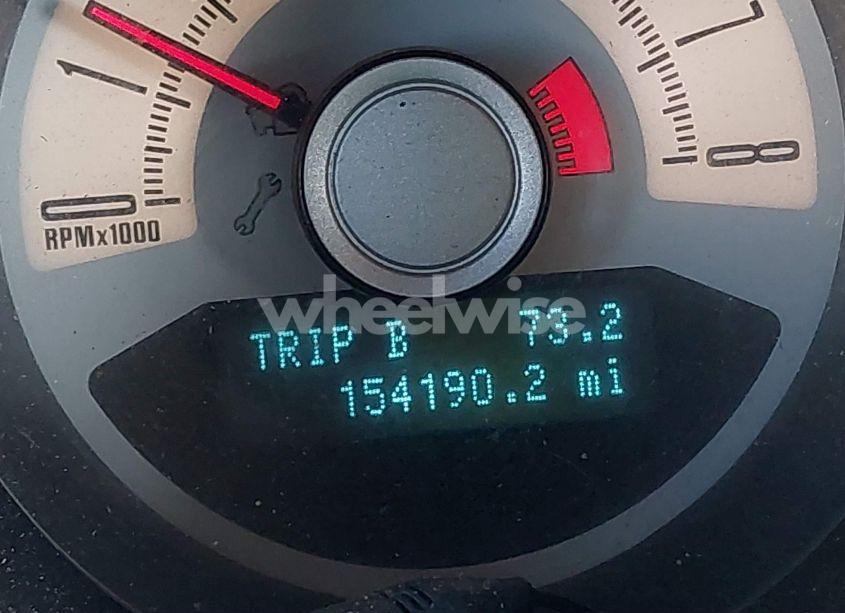 1
7
0
8
RPMx1000
wheelwise
TRIP B 73.2
154190.2 mi